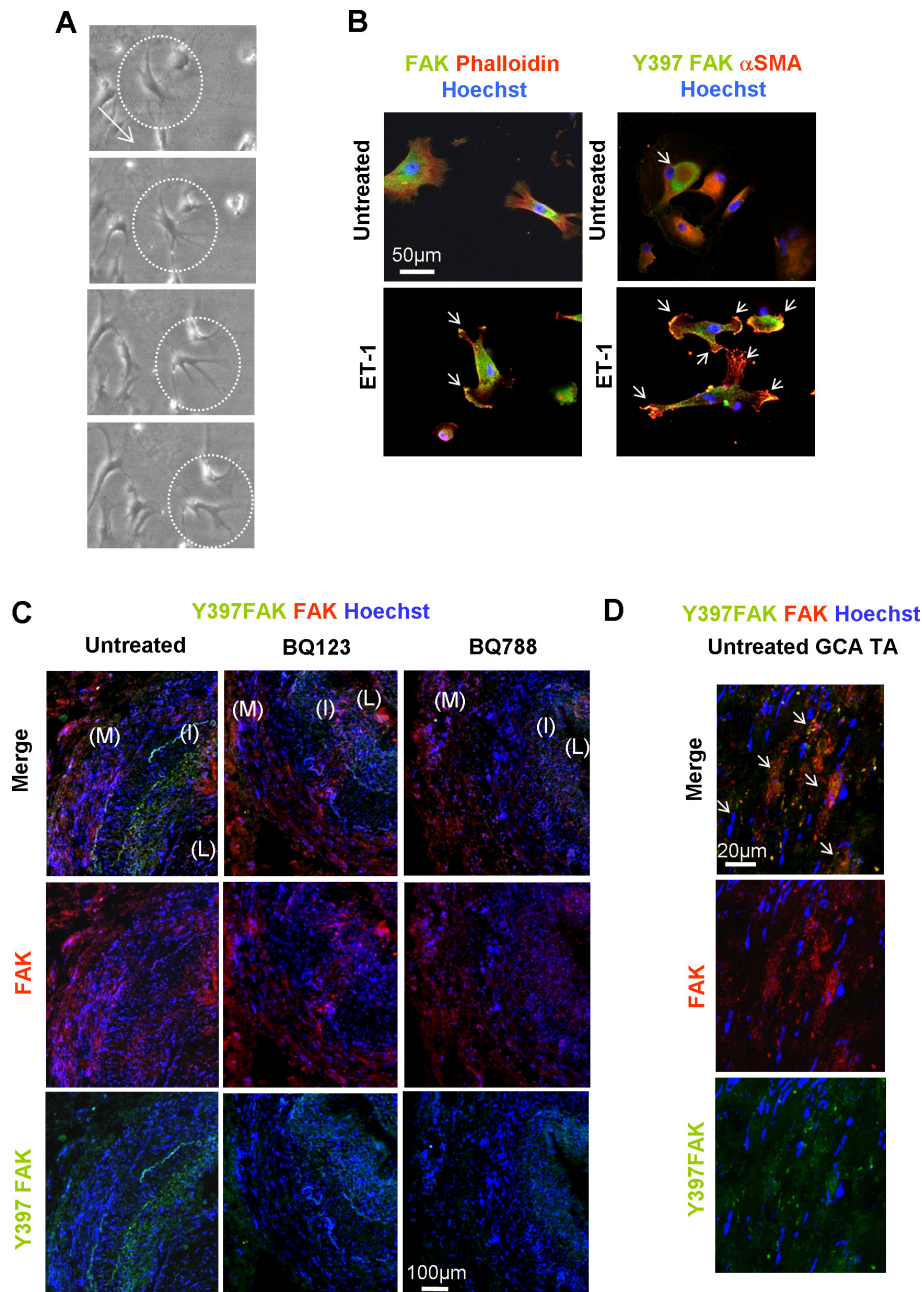 A
B
FAK Phalloidin
Hoechst
Y397 FAK αSMA
Hoechst
Untreated
Untreated
50µm
ET-1
ET-1
C
Y397FAK FAK Hoechst
Untreated
BQ123
BQ788
Merge
(M)
(I)
(L)
(M)
(I)
(L)
(M)
(I)
(L)
FAK
Y397 FAK
100µm
D
Y397FAK FAK Hoechst
Untreated GCA TA
Merge
20µm
FAK
Y397FAK